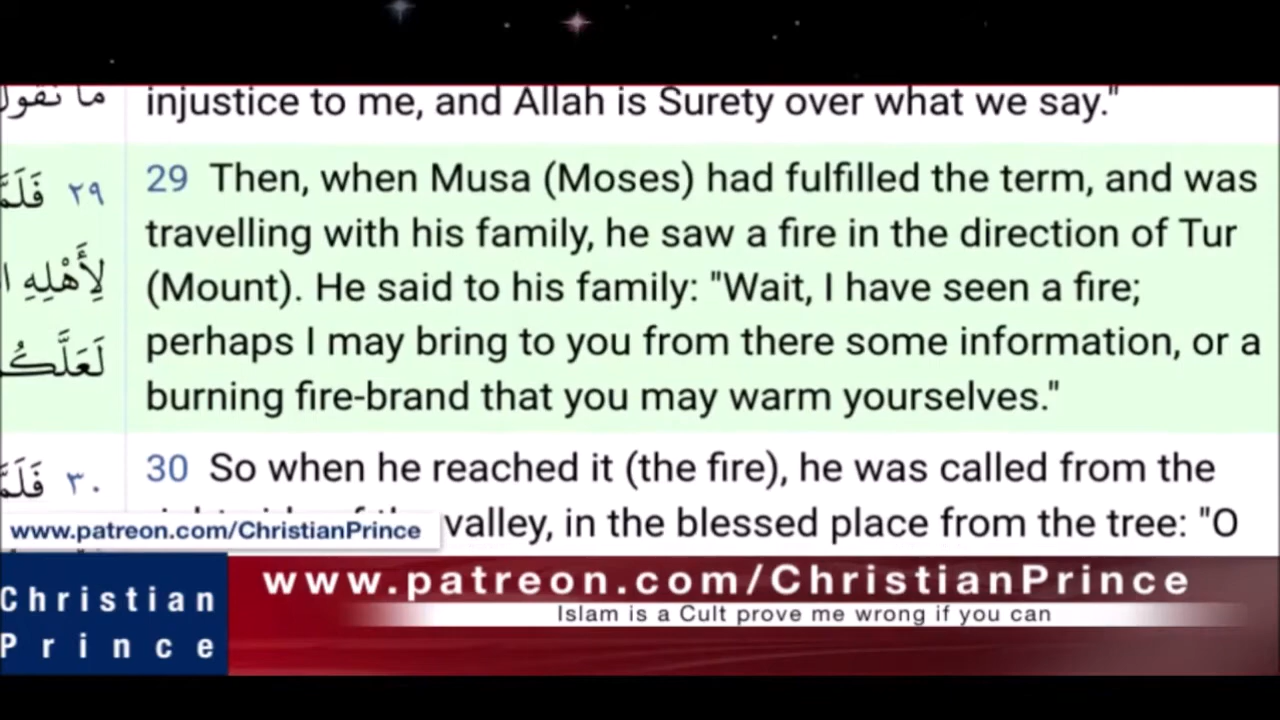 ما نقول
injustice to me, and Allah is Surety over what we say."
٢٩
29 Then, when Musa (Moses) had fulfilled the term, and was
travelling with his family, he saw a fire in the direction of Tur
لِأَهْلِهِ
(Mount). He said to his family: "Wait, I have seen a fire;
perhaps I may bring to you from there some information, or a
burning fire-brand that you may warm yourselves."
٣٠
30 So when he reached it (the fire), he was called from the
valley, in the blessed place from the tree: "O
www.patreon.com/ChristianPrince
www.patreon.com/ChristianPrince
Islam is a Cult prove me wrong if you can
Christian
Prince